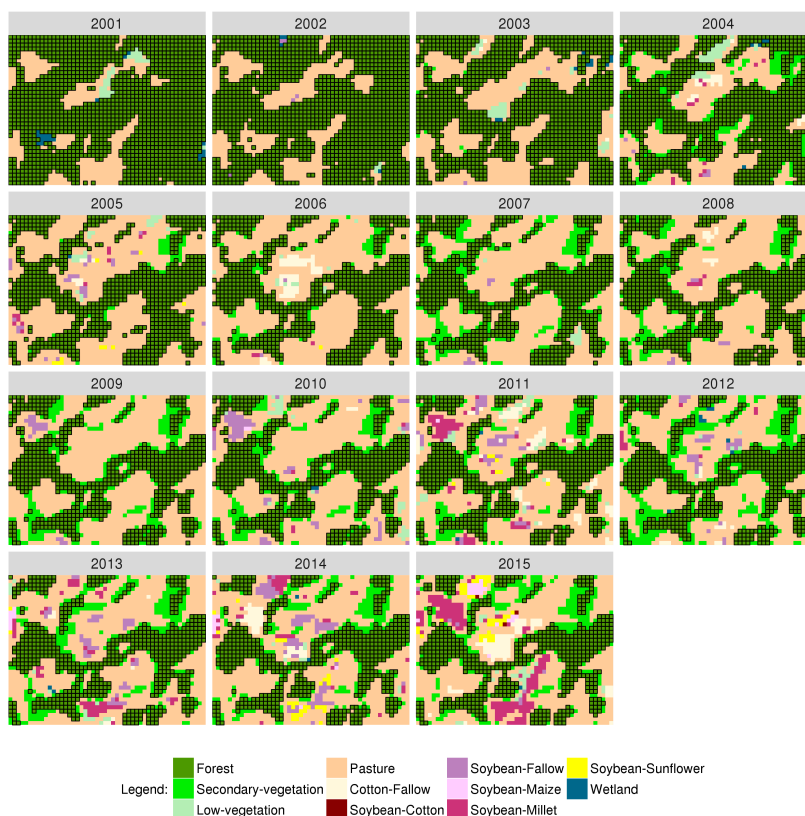 2001 2002 2003 2004
2005 2006 2007 2008
2009 2010 2011 2012
2013 2014 2015
Forest Pasture Soybean-Fallow Soybean-Sunflower
Legend: Secondary-vegetation Cotton-Fallow Soybean-Maize Wetland
Low-vegetation Soybean-Cotton Soybean-Millet